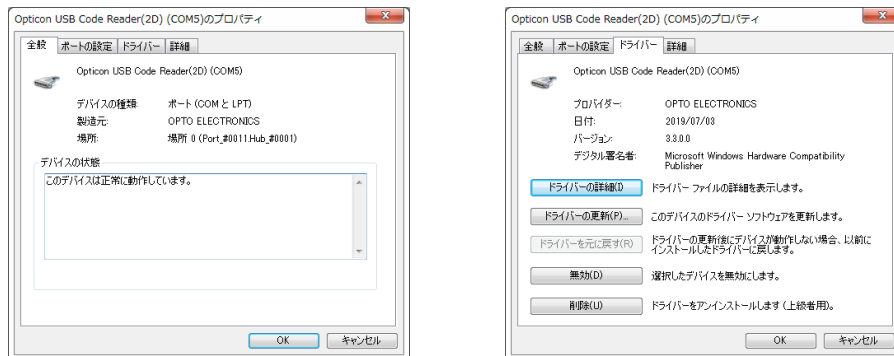 Opticon USB Code Reader(2D) (COM5)のプロパティ
全般 ポートの設定 ドライバー 詳細
Opticon USB Code Reader(2D) (COM5)
デバイスの種類: ポート (COM と LPT)
製造元: OPTO ELECTRONICS
場所: 場所 0 (Port_#0011.Hub_#0001)
デバイスの状態
このデバイスは正常に動作しています。
OK キャンセル
Opticon USB Code Reader(2D) (COM5)のプロパティ
全般 ポートの設定 ドライバー 詳細
Opticon USB Code Reader(2D) (COM5)
プロバイダー: OPTO ELECTRONICS
日付: 2019/07/03
バージョン: 3.3.0.0
デジタル署名者: Microsoft Windows Hardware Compatibility
Publisher
ドライバーの詳細(I) ドライバー ファイルの詳細を表示します。
ドライバーの更新(P)... このデバイスのドライバー ソフトウェアを更新します。
ドライバーを元に戻す(R) ドライバーの更新後にデバイスが動作しない場合、以前に
インストールしたドライバーに戻します。
無効(D) 選択したデバイスを無効にします。
削除(U) ドライバーをアンインストールします (上級者用)。
OK キャンセル